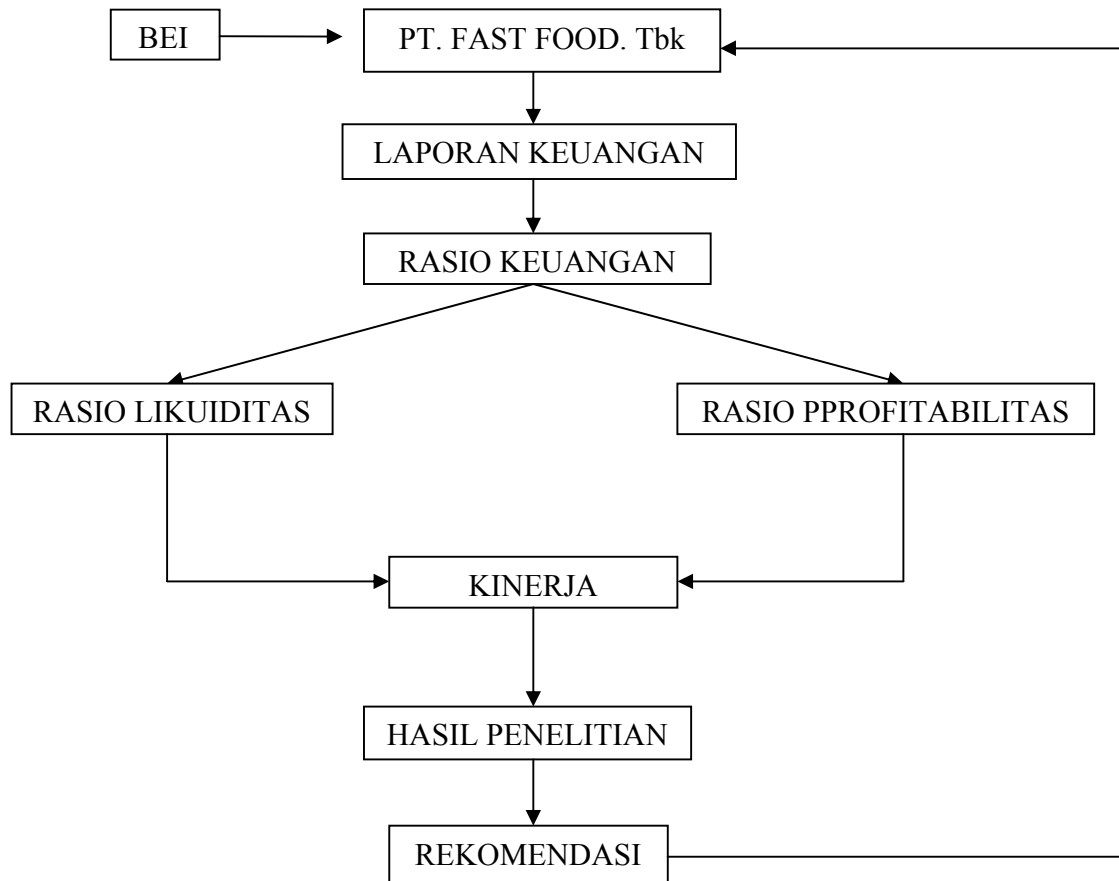 BEI
PT. FAST FOOD. Tbk
LAPORAN KEUANGAN
RASIO KEUANGAN
RASIO LIKUIDITAS
RASIO PPROFITABILITAS
KINERJA
HASIL PENELITIAN
REKOMENDASI